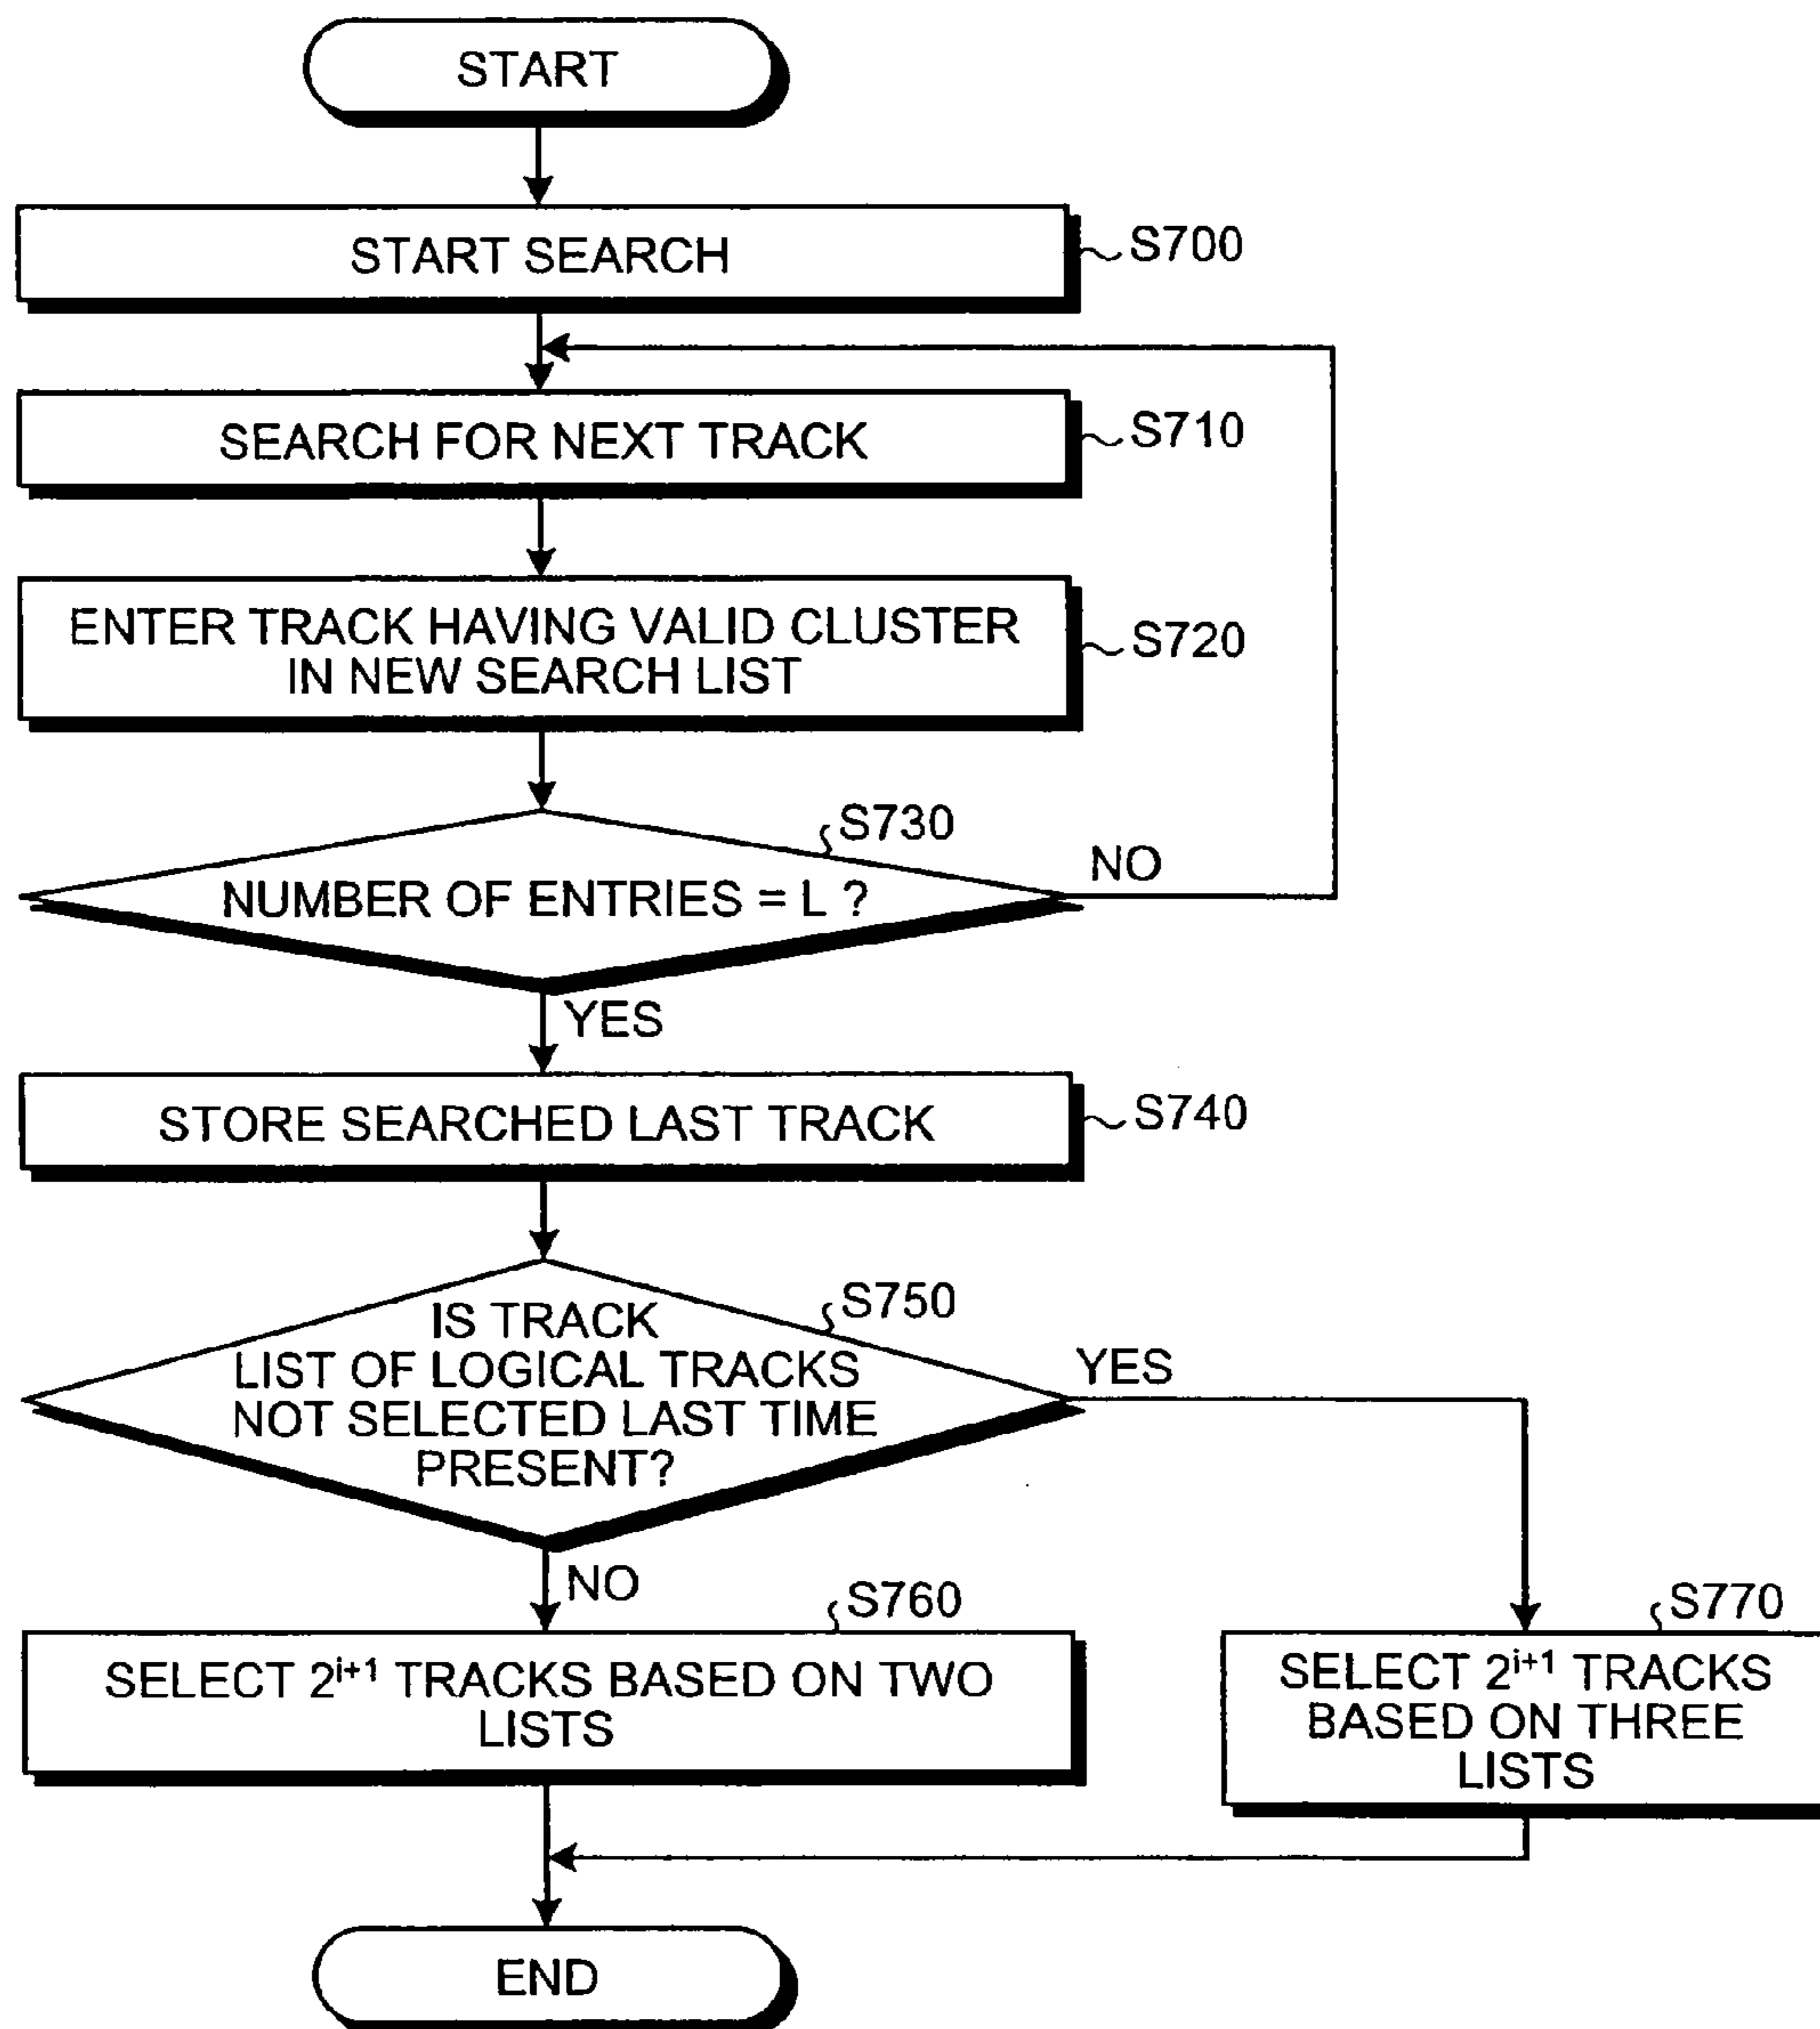 START
START SEARCH
S700
SEARCH FOR NEXT TRACK
S710
ENTER TRACK HAVING VALID CLUSTER
IN NEW SEARCH LIST
S720
S730
NUMBER OF ENTRIES = L ?
NO
YES
STORE SEARCHED LAST TRACK
S740
S750
IS TRACK
LIST OF LOGICAL TRACKS
NOT SELECTED LAST TIME
PRESENT?
YES
NO
S760
SELECT 2^{i+1} TRACKS BASED ON TWO
LISTS
S770
SELECT 2^{i+1} TRACKS
BASED ON THREE
LISTS
END